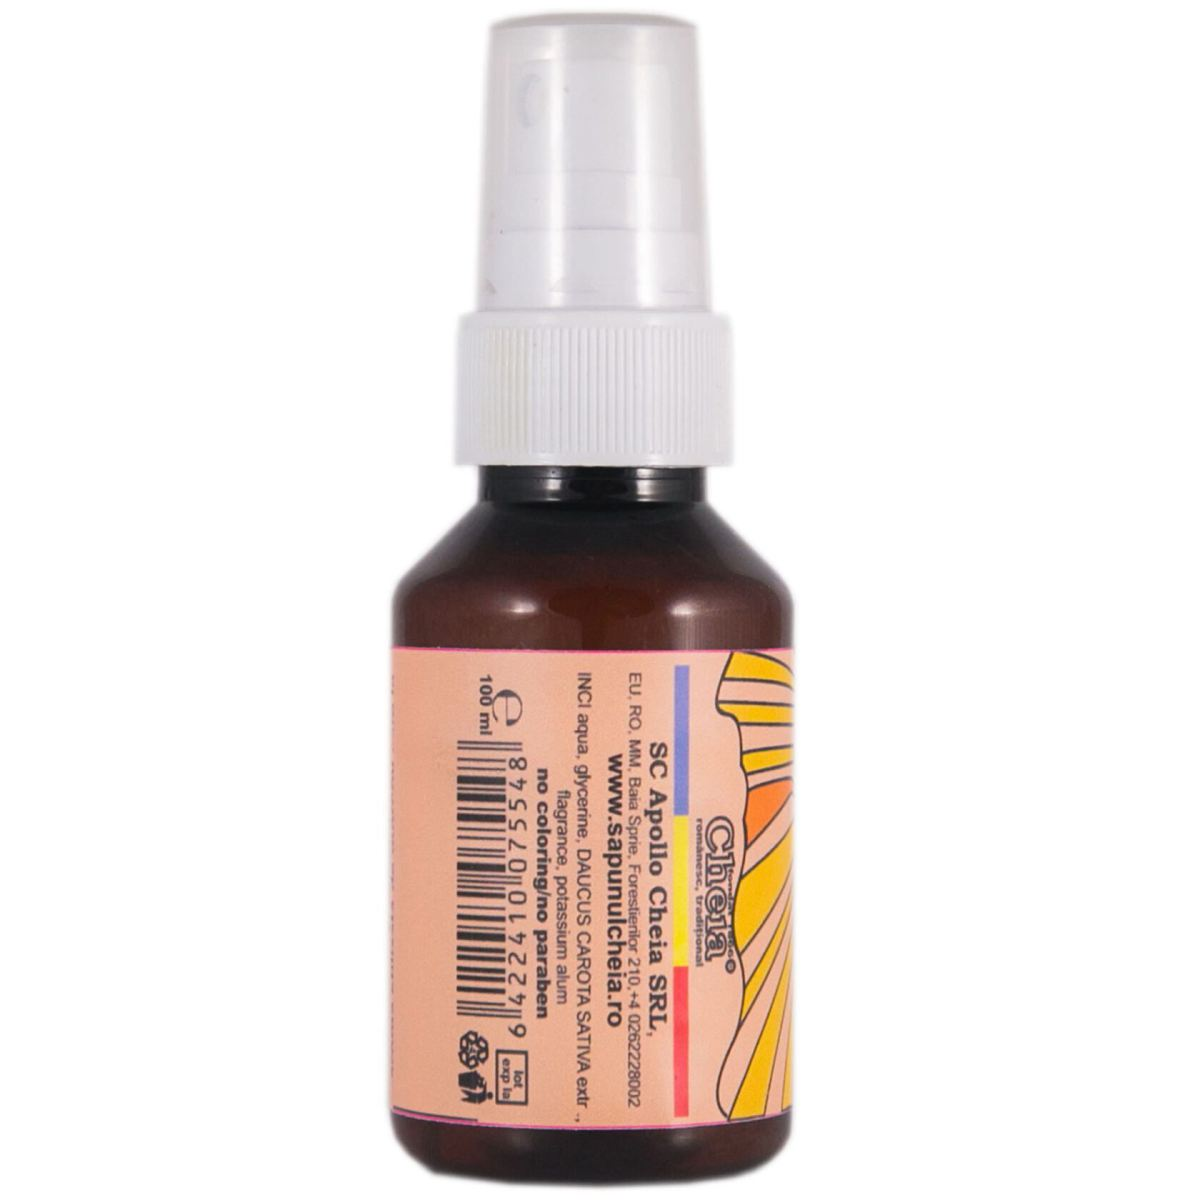 Cheia
românesc, tradițional
SC Apollo Cheia SRL,
EU, RO, MM, Baia Sprie, Forestierilor 210,+4 0262228002
www.sapunulcheia.ro
INCI aqua, glycerine, DAUCUS CAROTA SATIVA extr .,
flagrance, potassium alum
no coloring/no paraben
℮
100 ml
lot
exp la